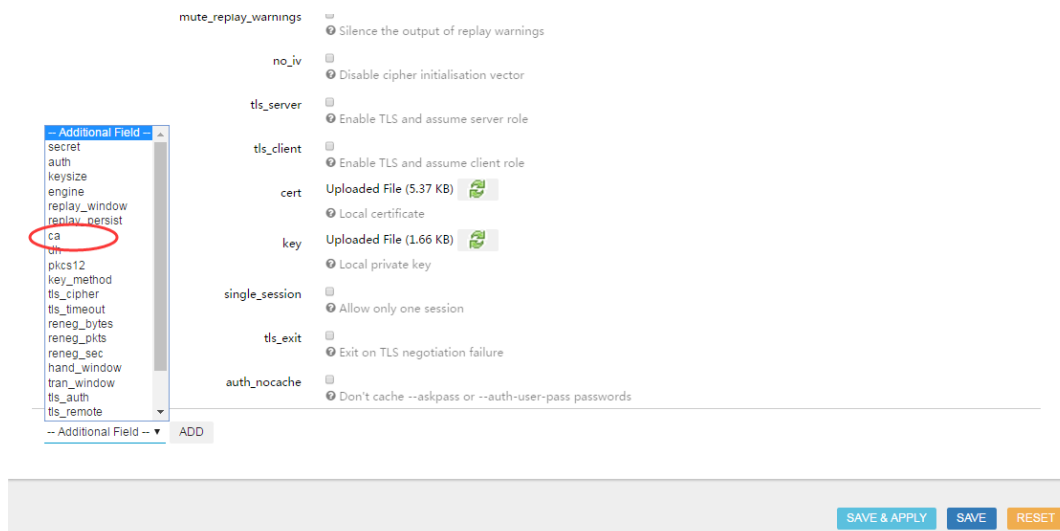 mute_replay_warnings
Silence the output of replay warnings
no_iv
Disable cipher initialisation vector
tls_server
Enable TLS and assume server role
tls_client
Enable TLS and assume client role
cert
Uploaded File (5.37 KB)
Local certificate
key
Uploaded File (1.66 KB)
Local private key
single_session
Allow only one session
tls_exit
Exit on TLS negotiation failure
auth_nocache
Don't cache --askpass or --auth-user-pass passwords
-- Additional Field --
secret
auth
keysize
engine
replay_window
replay_persist
ca
dh
pkcs12
key_method
tls_cipher
tls_timeout
reneg_bytes
reneg_pkts
reneg_sec
hand_window
tran_window
tls_auth
tls_remote
-- Additional Field -- ▼ ADD
SAVE & APPLY SAVE RESET